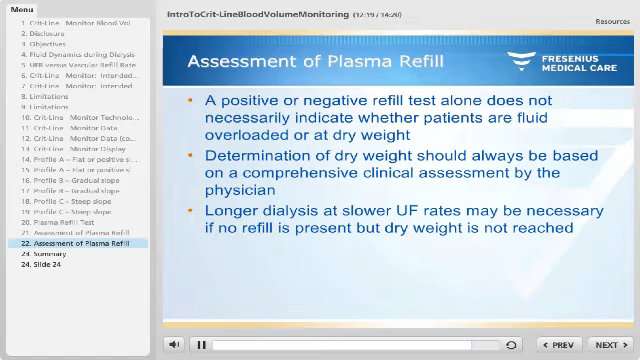 Menu
1. Crit-Line Monitor Blood Vol...
2. Disclosure
3. Objectives
4. Fluid Dynamics during Dialysis
5. UFR versus Vascular Refill Rate
6. Crit-Line Monitor: Intended...
7. Crit-Line Monitor: Intended...
8. Limitations
9. Limitations
10. Crit-Line Monitor Technolo...
11. Crit-Line Monitor Data
12. Crit-Line Monitor Data (co...
13. Crit-Line Monitor Display
14. Profile A – Flat or positive sl...
15. Profile A – Flat or positive sl...
16. Profile B – Gradual slope
17. Profile B – Gradual slope
18. Profile C – Steep slope
19. Profile C – Steep slope
20. Plasma Refill Test
21. Assessment of Plasma Refill
22. Assessment of Plasma Refill
23. Summary
24. Slide 24
IntroToCrit-LineBloodVolumeMonitoring (12:19 / 14:20)
Resources
Assessment of Plasma Refill
FRESENIUS
MEDICAL CARE
• A positive or negative refill test alone does not
necessarily indicate whether patients are fluid
overloaded or at dry weight
• Determination of dry weight should always be based
on a comprehensive clinical assessment by the
physician
• Longer dialysis at slower UF rates may be necessary
if no refill is present but dry weight is not reached
PREV
NEXT